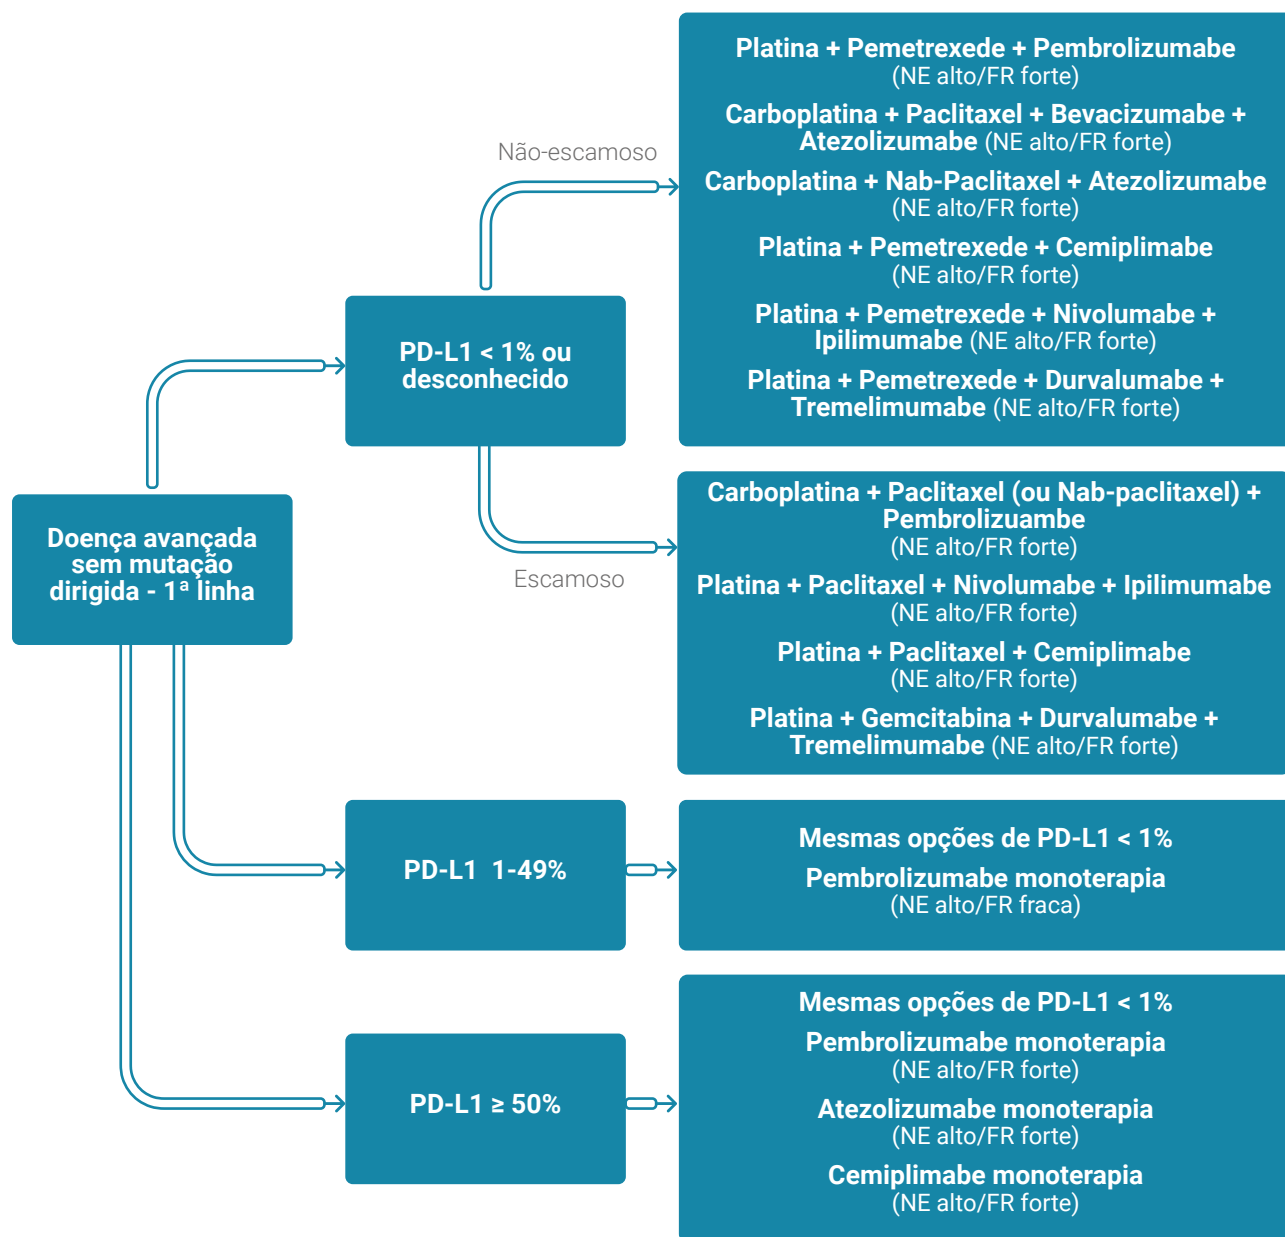 Doença avançada
sem mutação
dirigida - 1ª linha
PD-L1 < 1% ou
desconhecido
Não-escamoso
Platina + Pemetrexede + Pembrolizumabe
(NE alto/FR forte)
Carboplatina + Paclitaxel + Bevacizumabe +
Atezolizumabe (NE alto/FR forte)
Carboplatina + Nab-Paclitaxel + Atezolizumabe
(NE alto/FR forte)
Platina + Pemetrexede + Cemiplimabe
(NE alto/FR forte)
Platina + Pemetrexede + Nivolumabe +
Ipilimumabe (NE alto/FR forte)
Platina + Pemetrexede + Durvalumabe +
Tremelimumabe (NE alto/FR forte)
Escamoso
Carboplatina + Paclitaxel (ou Nab-paclitaxel) +
Pembrolizuambe
(NE alto/FR forte)
Platina + Paclitaxel + Nivolumabe + Ipilimumabe
(NE alto/FR forte)
Platina + Paclitaxel + Cemiplimabe
(NE alto/FR forte)
Platina + Gemcitabina + Durvalumabe +
Tremelimumabe (NE alto/FR forte)
PD-L1 1-49%
Mesmas opções de PD-L1 < 1%
Pembrolizumabe monoterapia
(NE alto/FR fraca)
PD-L1 ≥ 50%
Mesmas opções de PD-L1 < 1%
Pembrolizumabe monoterapia
(NE alto/FR forte)
Atezolizumabe monoterapia
(NE alto/FR forte)
Cemiplimabe monoterapia
(NE alto/FR forte)